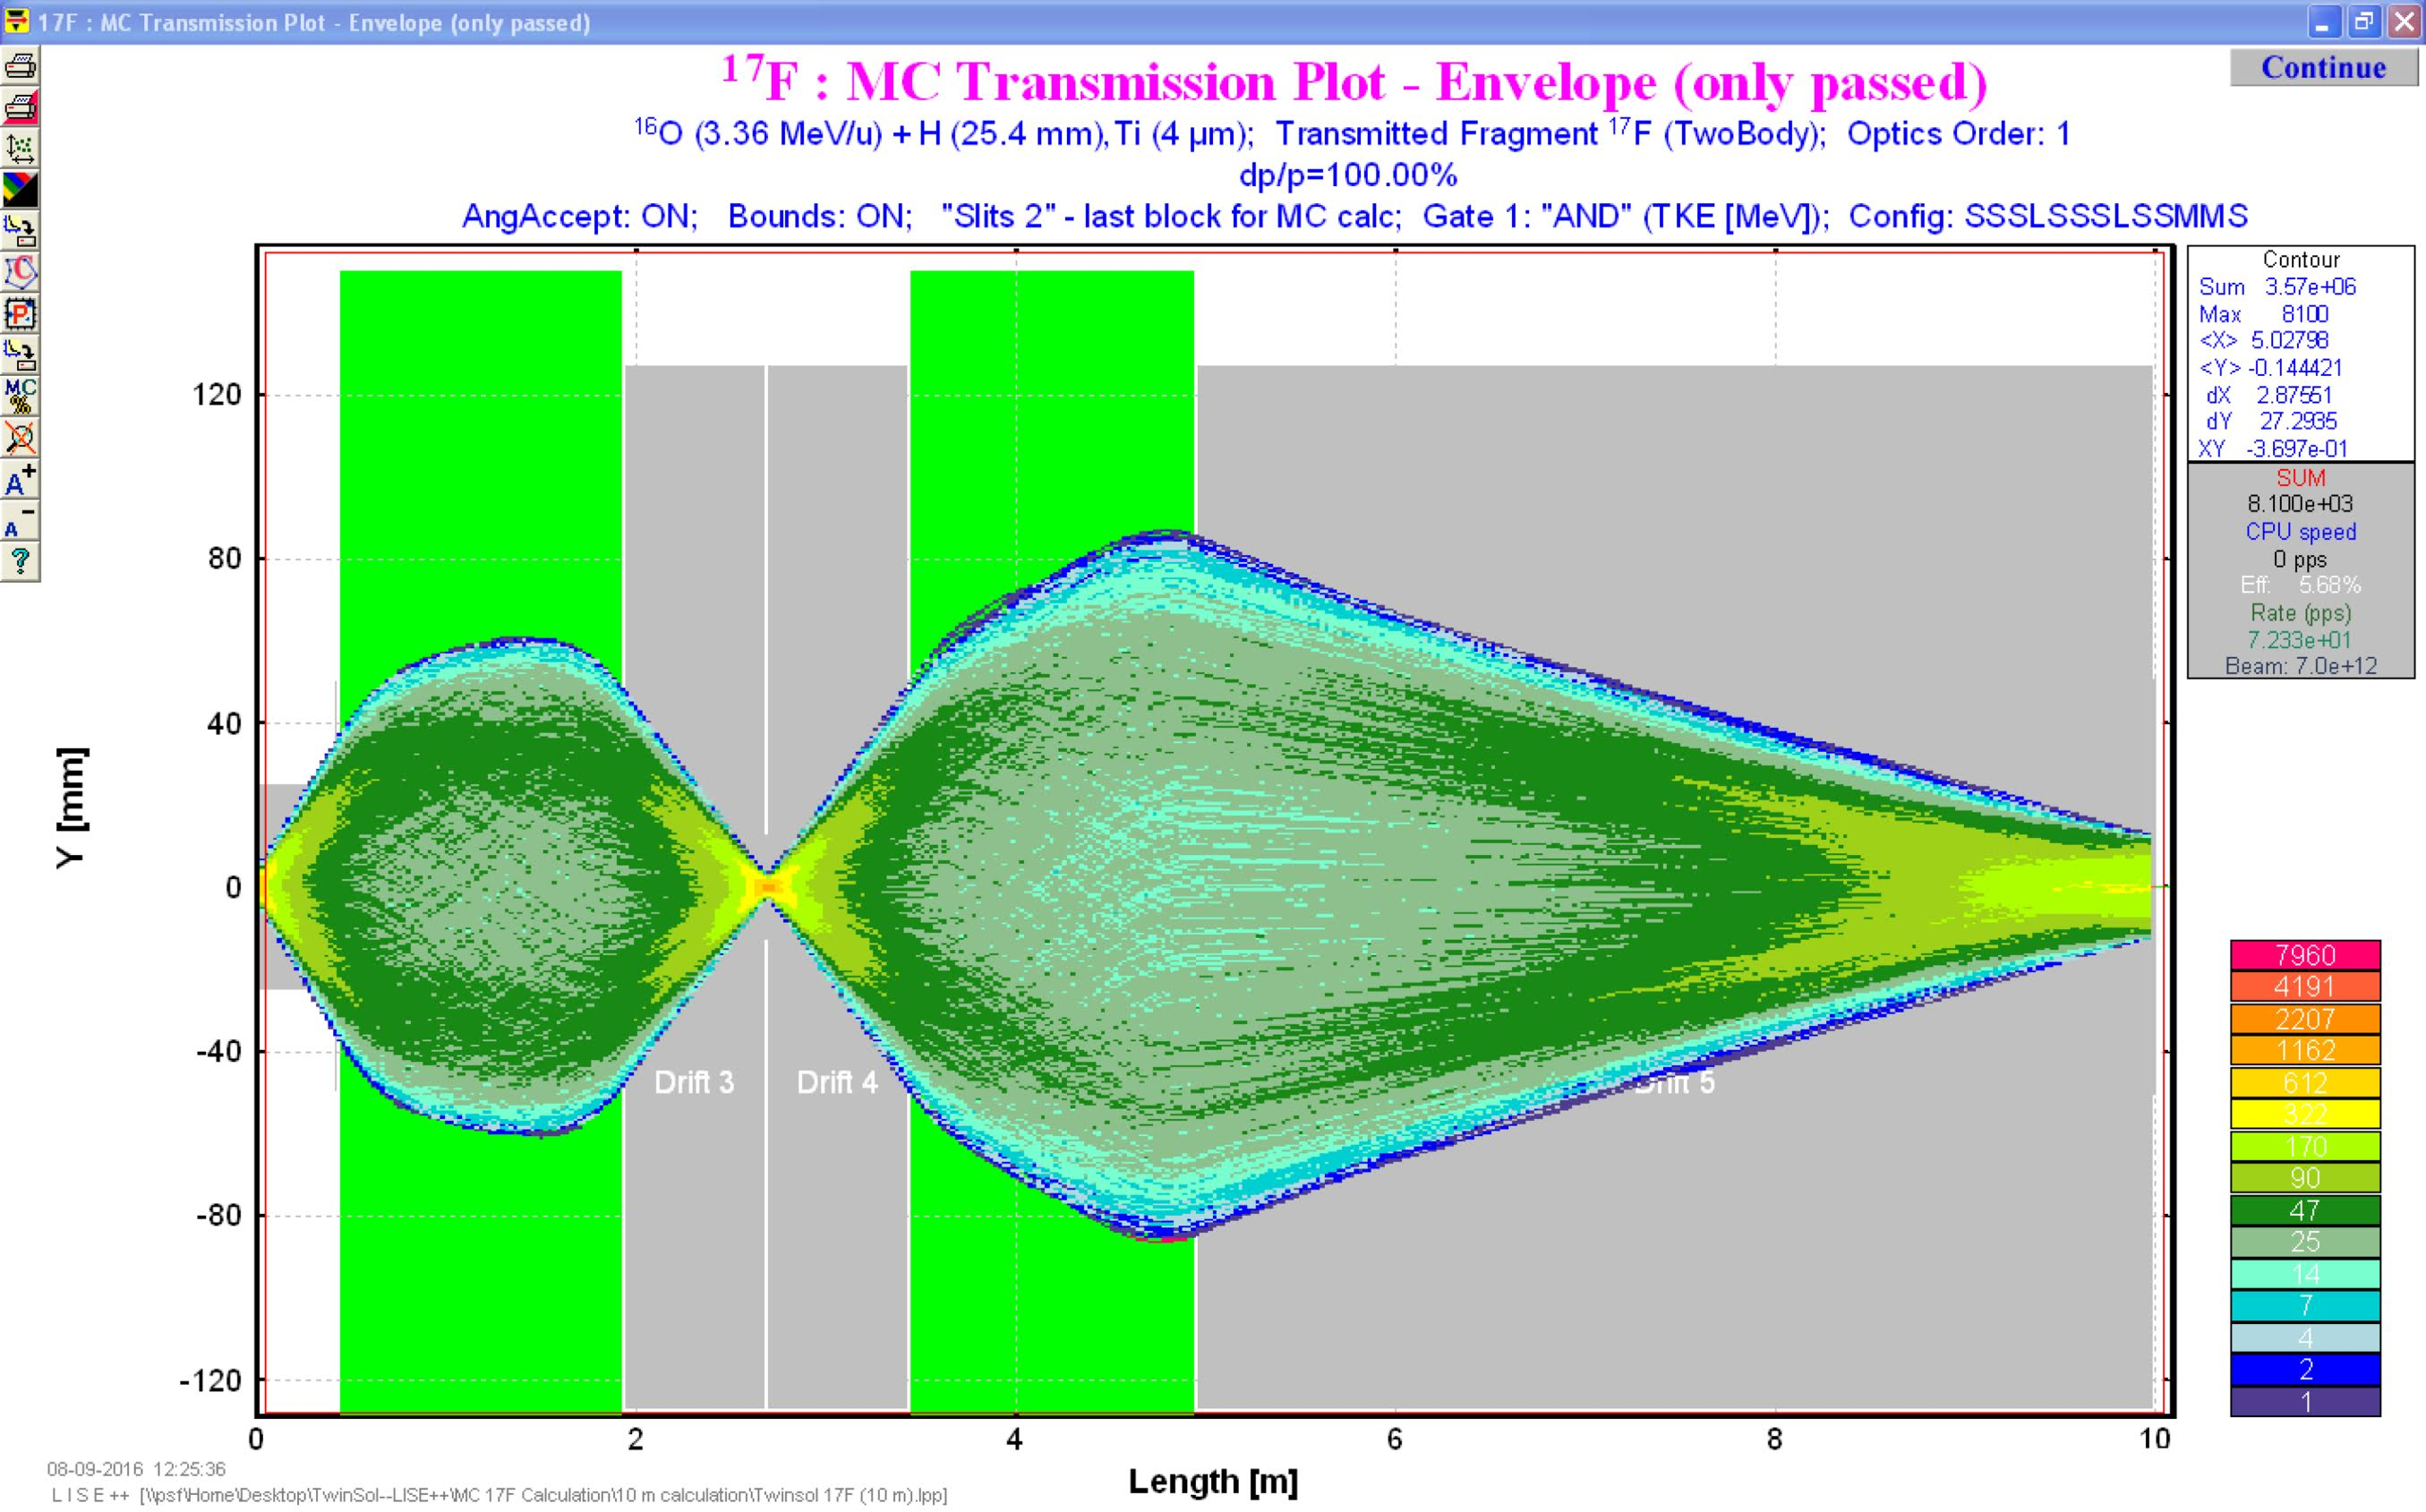 17F : MC Transmission Plot - Envelope (only passed)
Continue
¹⁷F : MC Transmission Plot - Envelope (only passed)
¹⁶O (3.36 MeV/u) + H (25.4 mm), Ti (4 µm);  Transmitted Fragment ¹⁷F (TwoBody);  Optics Order: 1
dp/p=100.00%
AngAccept: ON;  Bounds: ON;  "Slits 2" - last block for MC calc;  Gate 1: "AND" (TKE [MeV]);  Config: SSSLSSSLSSMMS
C
P
MC
%
A+
A-
?
Contour
Sum 3.57e+06
Max 8100
<X> 5.02798
<Y> -0.144421
dX 2.87551
dY 27.2935
XY -3.697e-01
SUM
8.100e+03
CPU speed
0 pps
Eff: 5.68%
Rate (pps)
7.233e+01
Beam: 7.0e+12
120
80
40
0
-40
-80
-120
Y [mm]
Drift 3
Drift 4
Drift 5
7960
4191
2207
1162
612
322
170
90
47
25
14
7
4
2
1
0
2
4
6
8
10
Length [m]
08-09-2016 12:25:36
L I S E ++ [\\psf\Home\Desktop\TwinSol--LISE++\MC 17F Calculation\10 m calculation\Twinsol 17F (10 m).lpp]